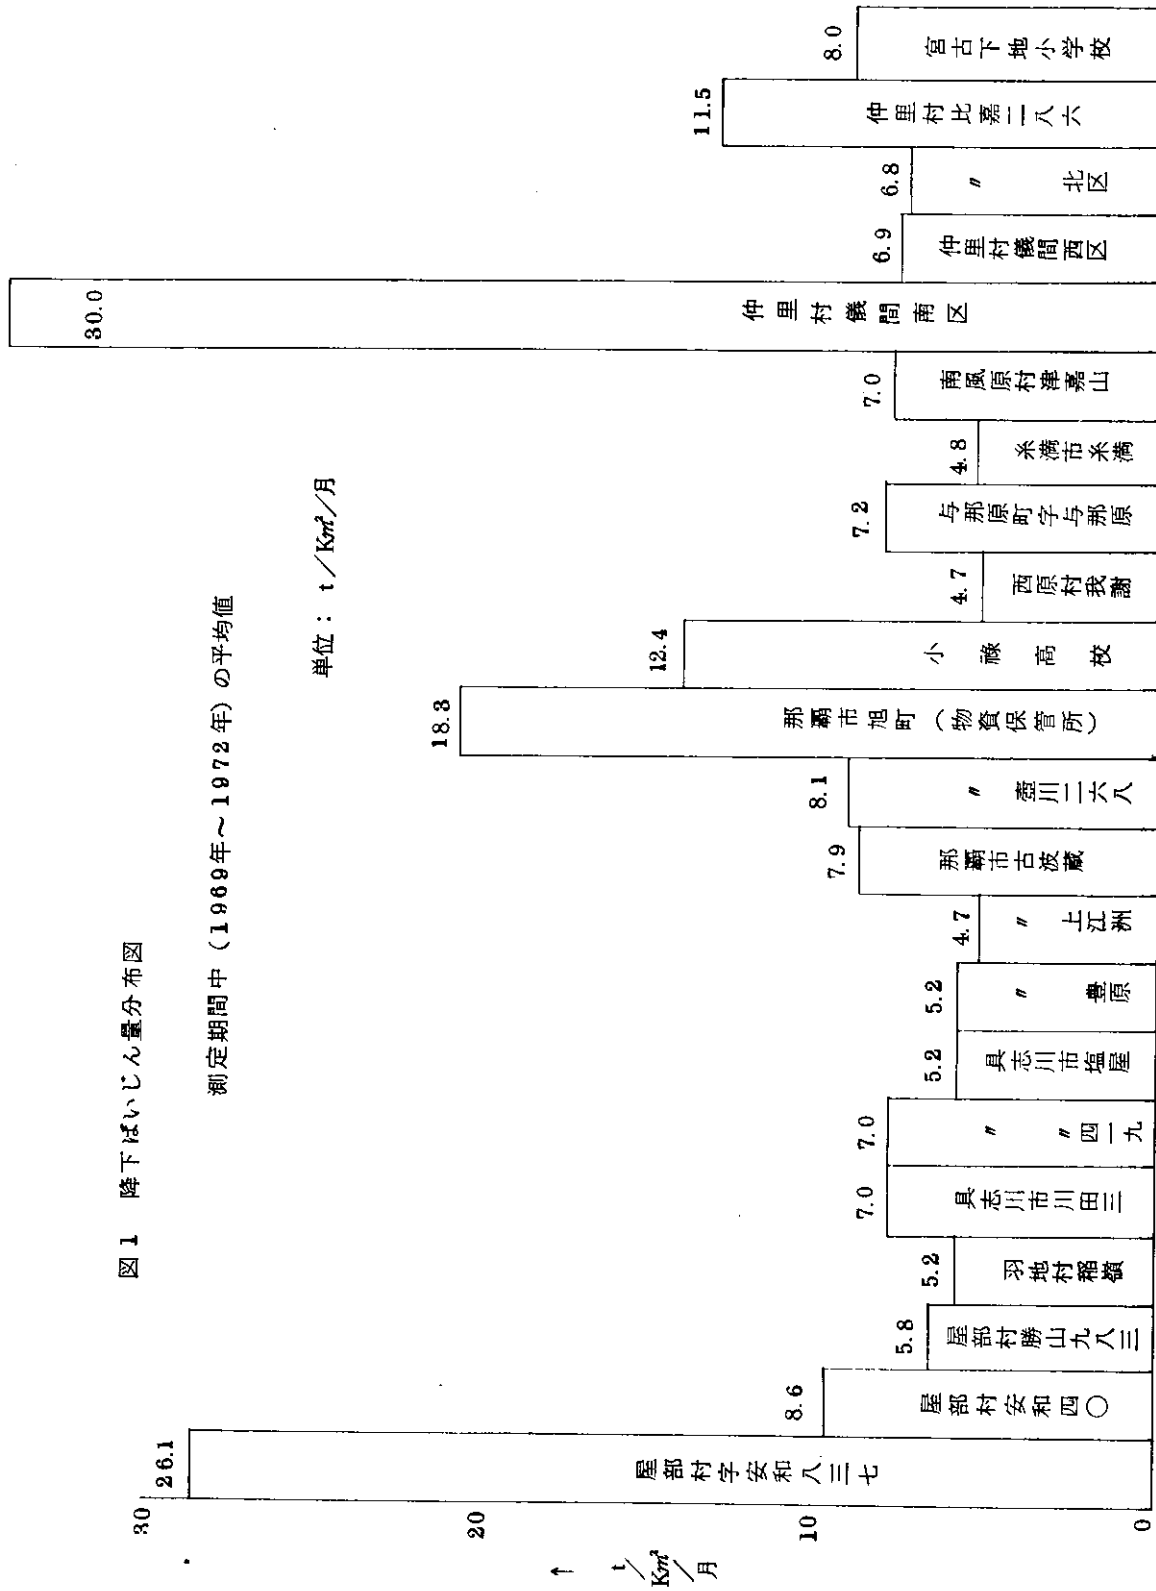 図1 降下ばいじん量分布図
測定期間中(1969年~1972年)の平均値
単位: t/Km²/月
30
20
10
0
↑ t/Km²/月
26.1
屋部村字安和八三七
8.6
屋部村安和四〇
5.8
屋部村勝山九八三
5.2
羽地村稲嶺
7.0
具志川市川田三
7.0
〃 〃四一九
5.2
具志川市塩屋
5.2
〃 豊原
4.7
〃 上江洲
7.9
那覇市古波蔵
8.1
〃 壺川二六八
18.3
那覇市旭町(物資保管所)
12.4
小禄高校
4.7
西原村我謝
7.2
与那原町字与那原
4.8
糸満市糸満
7.0
南風原村津嘉山
30.0
仲里村儀間南区
6.9
仲里村儀間西区
6.8
〃 北区
11.5
仲里村比嘉二八六
8.0
宮古下地小学校